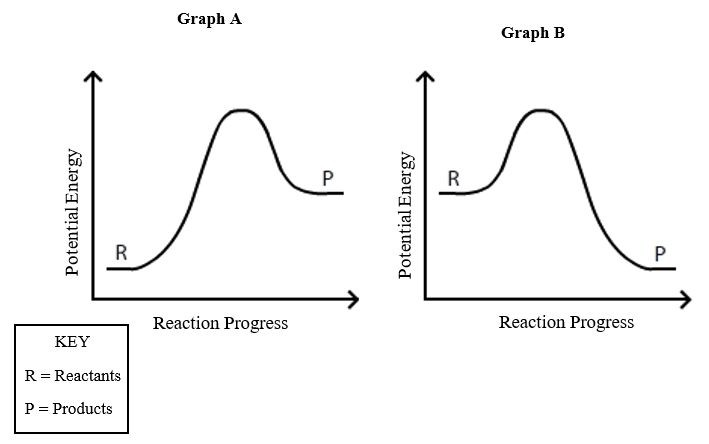 Graph A
Potential Energy
R
P
Reaction Progress
Graph B
Potential Energy
R
P
Reaction Progress
KEY
R = Reactants
P = Products